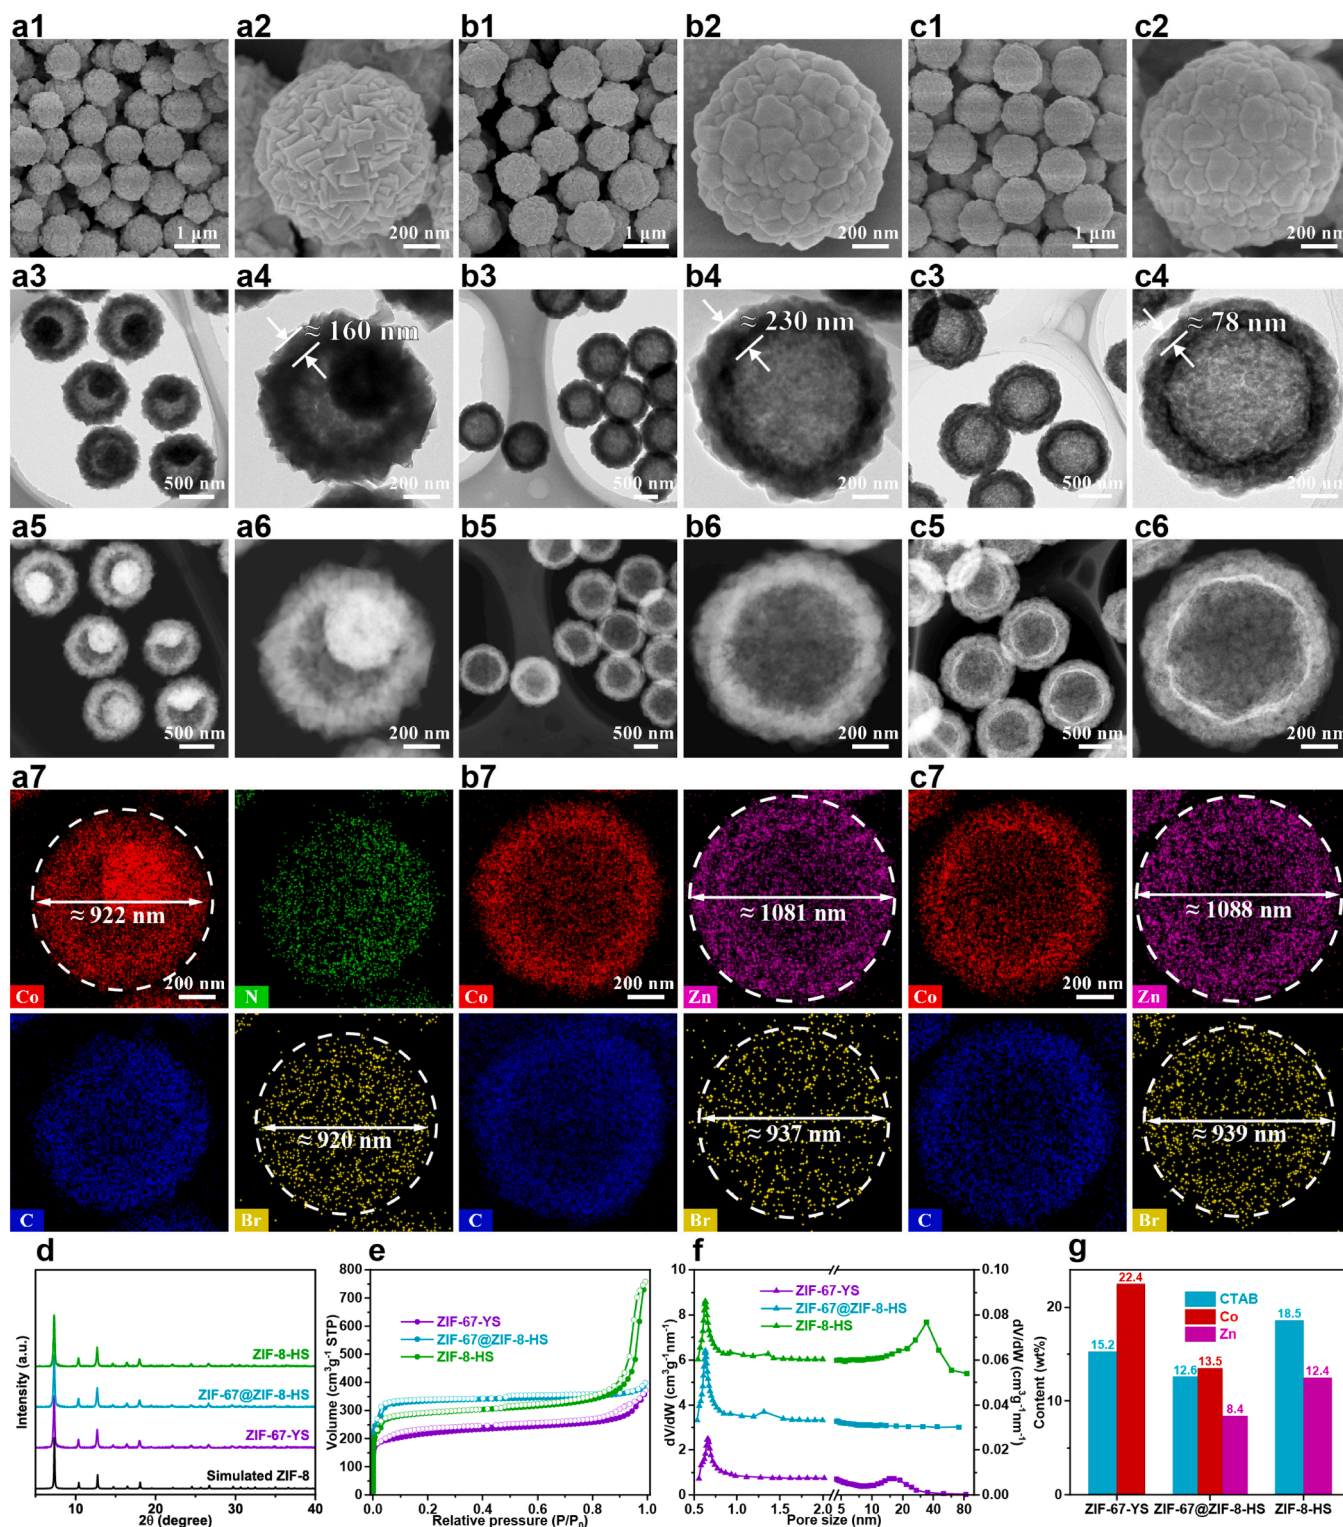 a1 a2 b1 b2 c1 c2
1 μm 200 nm 1 μm 200 nm 1 μm 200 nm
a3 a4 b3 b4 c3 c4
≈ 160 nm ≈ 230 nm ≈ 78 nm
500 nm 200 nm 500 nm 200 nm 500 nm 200 nm
a5 a6 b5 b6 c5 c6
500 nm 200 nm 500 nm 200 nm 500 nm 200 nm
a7 b7 c7
≈ 922 nm ≈ 1081 nm ≈ 1088 nm
200 nm 200 nm 200 nm
Co N Co Zn Co Zn
≈ 920 nm ≈ 937 nm ≈ 939 nm
C Br C Br C Br
d
Intensity (a.u.)
ZIF-8-HS
ZIF-67@ZIF-8-HS
ZIF-67-YS
Simulated ZIF-8
10 20 30 40
2θ (degree)
e
Volume (cm³g⁻¹ STP)
800
750
700
650
600
550
500
450
400
350
300
250
200
150
100
50
0
ZIF-67-YS
ZIF-67@ZIF-8-HS
ZIF-8-HS
0.0 0.2 0.4 0.6 0.8 1.0
Relative pressure (P/P₀)
f
dV/dW (cm³g⁻¹nm⁻¹)
10
8
6
4
2
0
ZIF-67-YS
ZIF-67@ZIF-8-HS
ZIF-8-HS
0.10
0.08
0.06
0.04
0.02
0.00
dV/dW (cm³g⁻¹nm⁻¹)
0.5 1.0 1.5 2.0 5 10 20 40 80
Pore size (nm)
g
Content (wt%)
20
10
0
CTAB
Co
Zn
15.2 22.4
12.6 13.5 8.4
18.5 12.4
ZIF-67-YS ZIF-67@ZIF-8-HS ZIF-8-HS